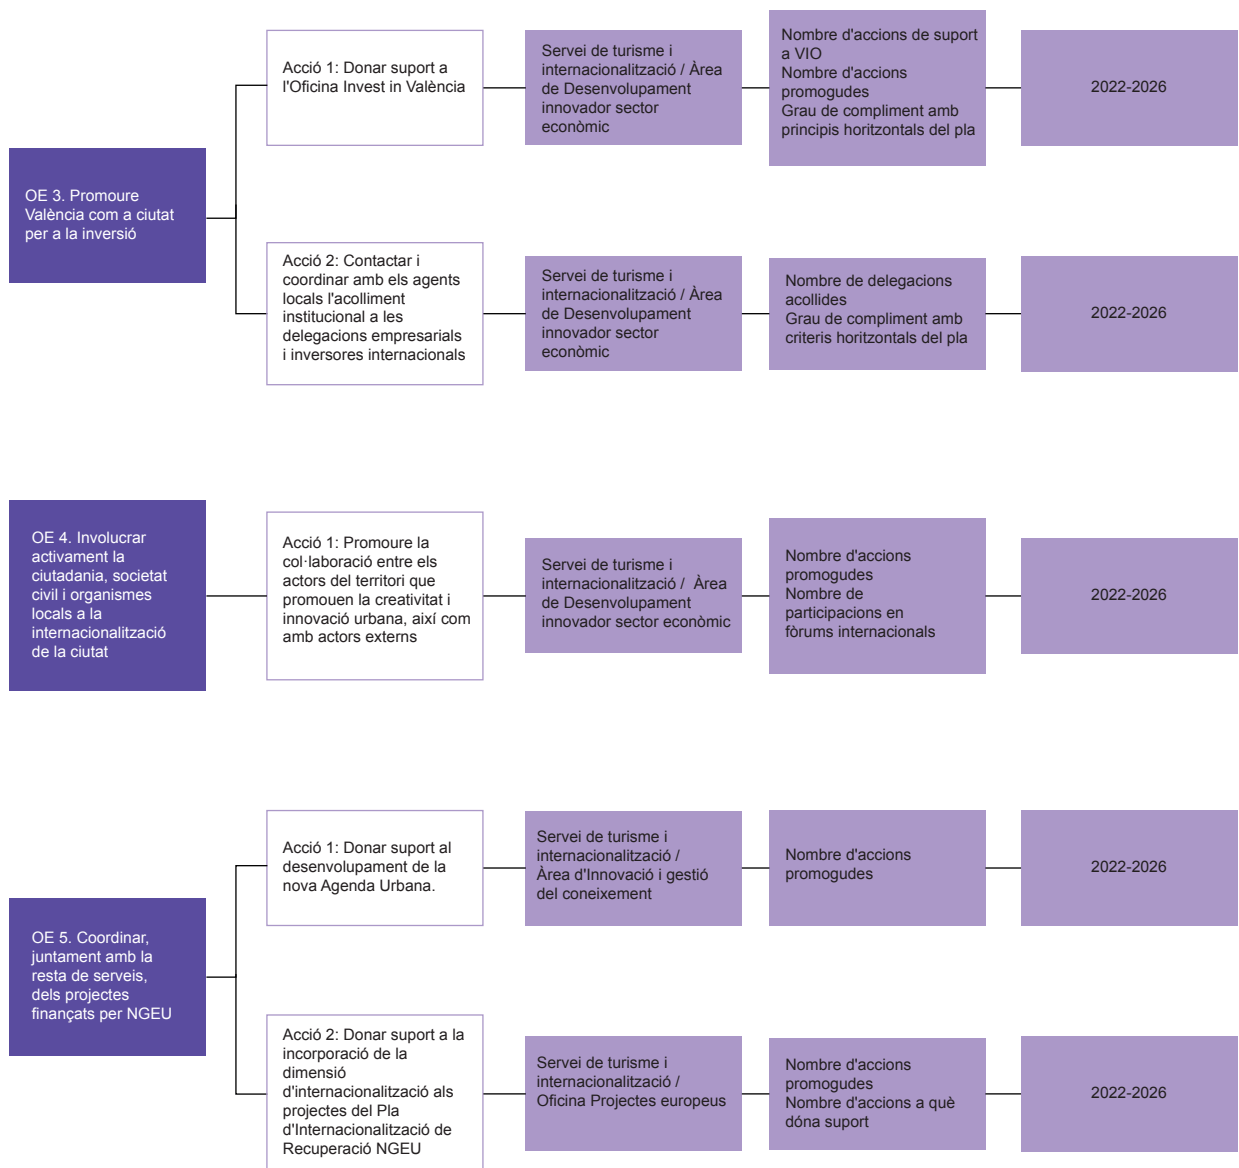 OE 3. Promoure
València com a ciutat
per a la inversió
Acció 1: Donar suport a
l'Oficina Invest in València
Servei de turisme i
internacionalització / Àrea
de Desenvolupament
innovador sector
econòmic
Nombre d'accions de suport
a VIO
Nombre d'accions
promogudes
Grau de compliment amb
principis horitzontals del pla
2022-2026
Acció 2: Contactar i
coordinar amb els agents
locals l'acolliment
institucional a les
delegacions empresarials
i inversores internacionals
Servei de turisme i
internacionalització / Àrea
de Desenvolupament
innovador sector
econòmic
Nombre de delegacions
acollides
Grau de compliment amb
criteris horitzontals del pla
2022-2026
OE 4. Involucrar
activament la
ciutadania, societat
civil i organismes
locals a la
internacionalització
de la ciutat
Acció 1: Promoure la
col·laboració entre els
actors del territori que
promouen la creativitat i
innovació urbana, així com
amb actors externs
Servei de turisme i
internacionalització /  Àrea
de Desenvolupament
innovador sector econòmic
Nombre d'accions
promogudes
Nombre de
participacions en
fòrums internacionals
2022-2026
OE 5. Coordinar,
juntament amb la
resta de serveis,
dels projectes
finançats per NGEU
Acció 1: Donar suport al
desenvolupament de la
nova Agenda Urbana.
Servei de turisme i
internacionalització /
Àrea d'Innovació i gestió
del coneixement
Nombre d'accions
promogudes
2022-2026
Acció 2: Donar suport a la
incorporació de la
dimensió
d'internacionalització als
projectes del Pla
d'Internacionalització de
Recuperació NGEU
Servei de turisme i
internacionalització /
Oficina Projectes europeus
Nombre d'accions
promogudes
Nombre d'accions a què
dóna suport
2022-2026